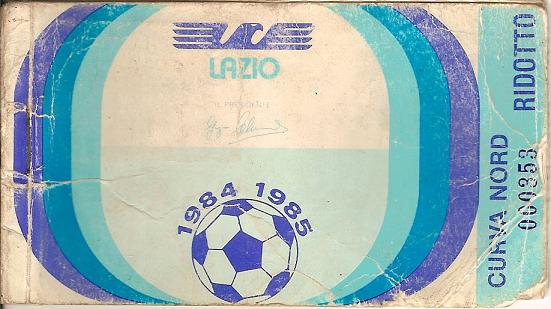 LAZIO
IL PRESIDENTE
1984 1985
CURVA NORD
000353
RIDOTTO